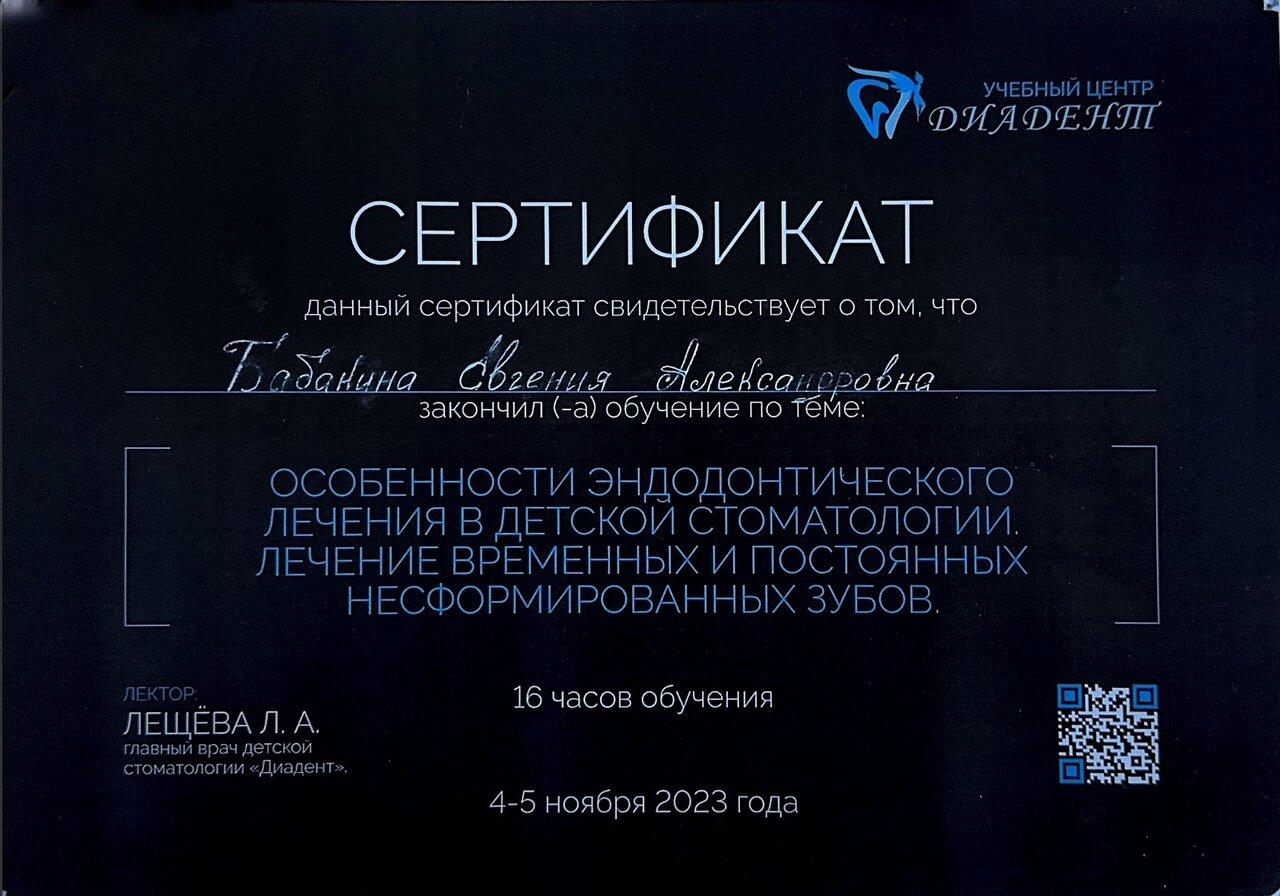 УЧЕБНЫЙ ЦЕНТР
ДИАДЕНТ
СЕРТИФИКАТ
данный сертификат свидетельствует о том, что
Бабакина Евгения Александровна
закончил (-а) обучение по теме:
ОСОБЕННОСТИ ЭНДОДОНТИЧЕСКОГО
ЛЕЧЕНИЯ В ДЕТСКОЙ СТОМАТОЛОГИИ.
ЛЕЧЕНИЕ ВРЕМЕННЫХ И ПОСТОЯННЫХ
НЕСФОРМИРОВАННЫХ ЗУБОВ.
ЛЕКТОР:
ЛЕЩЁВА Л. А.
главный врач детской
стоматологии «Диадент».
16 часов обучения
4-5 ноября 2023 года